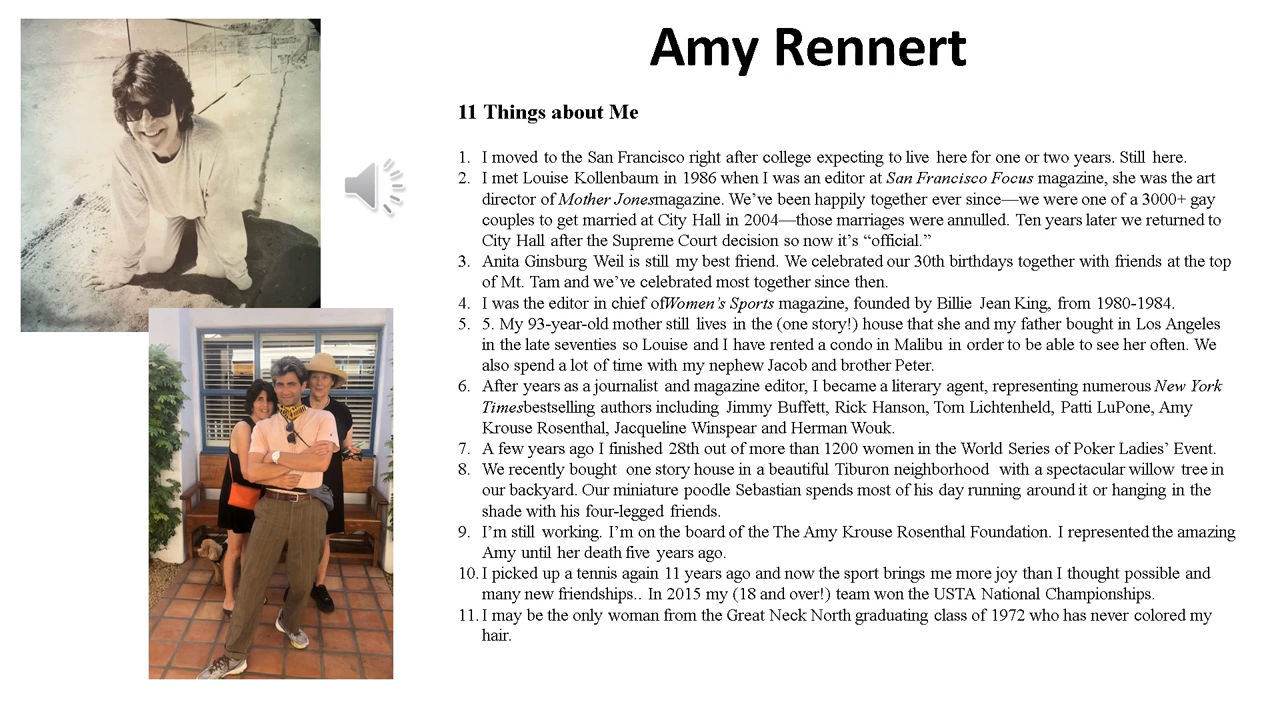 Amy Rennert
11 Things about Me
1. I moved to the San Francisco right after college expecting to live here for one or two years. Still here.
2. I met Louise Kollenbaum in 1986 when I was an editor at San Francisco Focus magazine, she was the art
director of Mother Jonesmagazine. We’ve been happily together ever since—we were one of a 3000+ gay
couples to get married at City Hall in 2004—those marriages were annulled. Ten years later we returned to
City Hall after the Supreme Court decision so now it’s “official.”
3. Anita Ginsburg Weil is still my best friend. We celebrated our 30th birthdays together with friends at the top
of Mt. Tam and we’ve celebrated most together since then.
4. I was the editor in chief ofWomen’s Sports magazine, founded by Billie Jean King, from 1980-1984.
5. 5. My 93-year-old mother still lives in the (one story!) house that she and my father bought in Los Angeles
in the late seventies so Louise and I have rented a condo in Malibu in order to be able to see her often. We
also spend a lot of time with my nephew Jacob and brother Peter.
6. After years as a journalist and magazine editor, I became a literary agent, representing numerous New York
Timesbestselling authors including Jimmy Buffett, Rick Hanson, Tom Lichtenheld, Patti LuPone, Amy
Krouse Rosenthal, Jacqueline Winspear and Herman Wouk.
7. A few years ago I finished 28th out of more than 1200 women in the World Series of Poker Ladies’ Event.
8. We recently bought one story house in a beautiful Tiburon neighborhood with a spectacular willow tree in
our backyard. Our miniature poodle Sebastian spends most of his day running around it or hanging in the
shade with his four-legged friends.
9. I’m still working. I’m on the board of the The Amy Krouse Rosenthal Foundation. I represented the amazing
Amy until her death five years ago.
10. I picked up a tennis again 11 years ago and now the sport brings me more joy than I thought possible and
many new friendships.. In 2015 my (18 and over!) team won the USTA National Championships.
11. I may be the only woman from the Great Neck North graduating class of 1972 who has never colored my
hair.